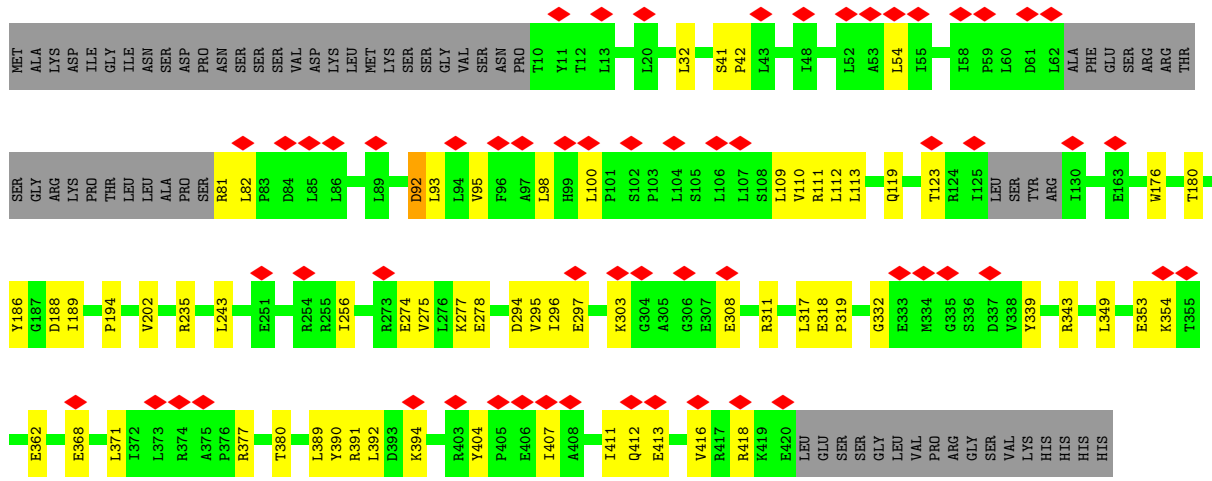 MET ALA LYS ASP ILE GLY ILE ASN SER ASP PRO ASN SER SER SER VAL ASP LYS LEU MET LYS SER SER GLY VAL SER ASN PRO T10 Y11 T12 L13 L20 L32 S41 P42 L43 I48 L52 A53 L54 I55 I58 P59 L60 D61 L62 ALA PHE GLU SER ARG ARG THR
SER GLY ARG LYS PRO THR LEU LEU ALA PRO SER R81 L82 P83 D84 L85 L86 L89 D92 L93 L94 V95 F96 A97 L98 H99 L100 P101 S102 P103 L104 S105 L106 L107 S108 L109 V110 R111 L112 L113 Q119 T123 R124 I125 LEU SER TYR ARG I130 E163 W176 T180
Y186 G187 D188 I189 P194 V202 R235 L243 E251 R254 R255 I256 R273 E274 V275 L276 K277 E278 D294 V295 I296 E297 K303 G304 A305 G306 E307 E308 R311 L317 E318 P319 G332 E333 M334 G335 S336 D337 V338 Y339 R343 L349 E353 K354 T355
E362 E368 L371 I372 L373 R374 A375 P376 R377 T380 L389 Y390 R391 L392 D393 K394 R403 Y404 P405 E406 I407 A408 I411 Q412 E413 V416 R417 R418 K419 E420 LEU GLU SER SER GLY LEU VAL PRO ARG GLY SER VAL LYS HIS HIS HIS HIS